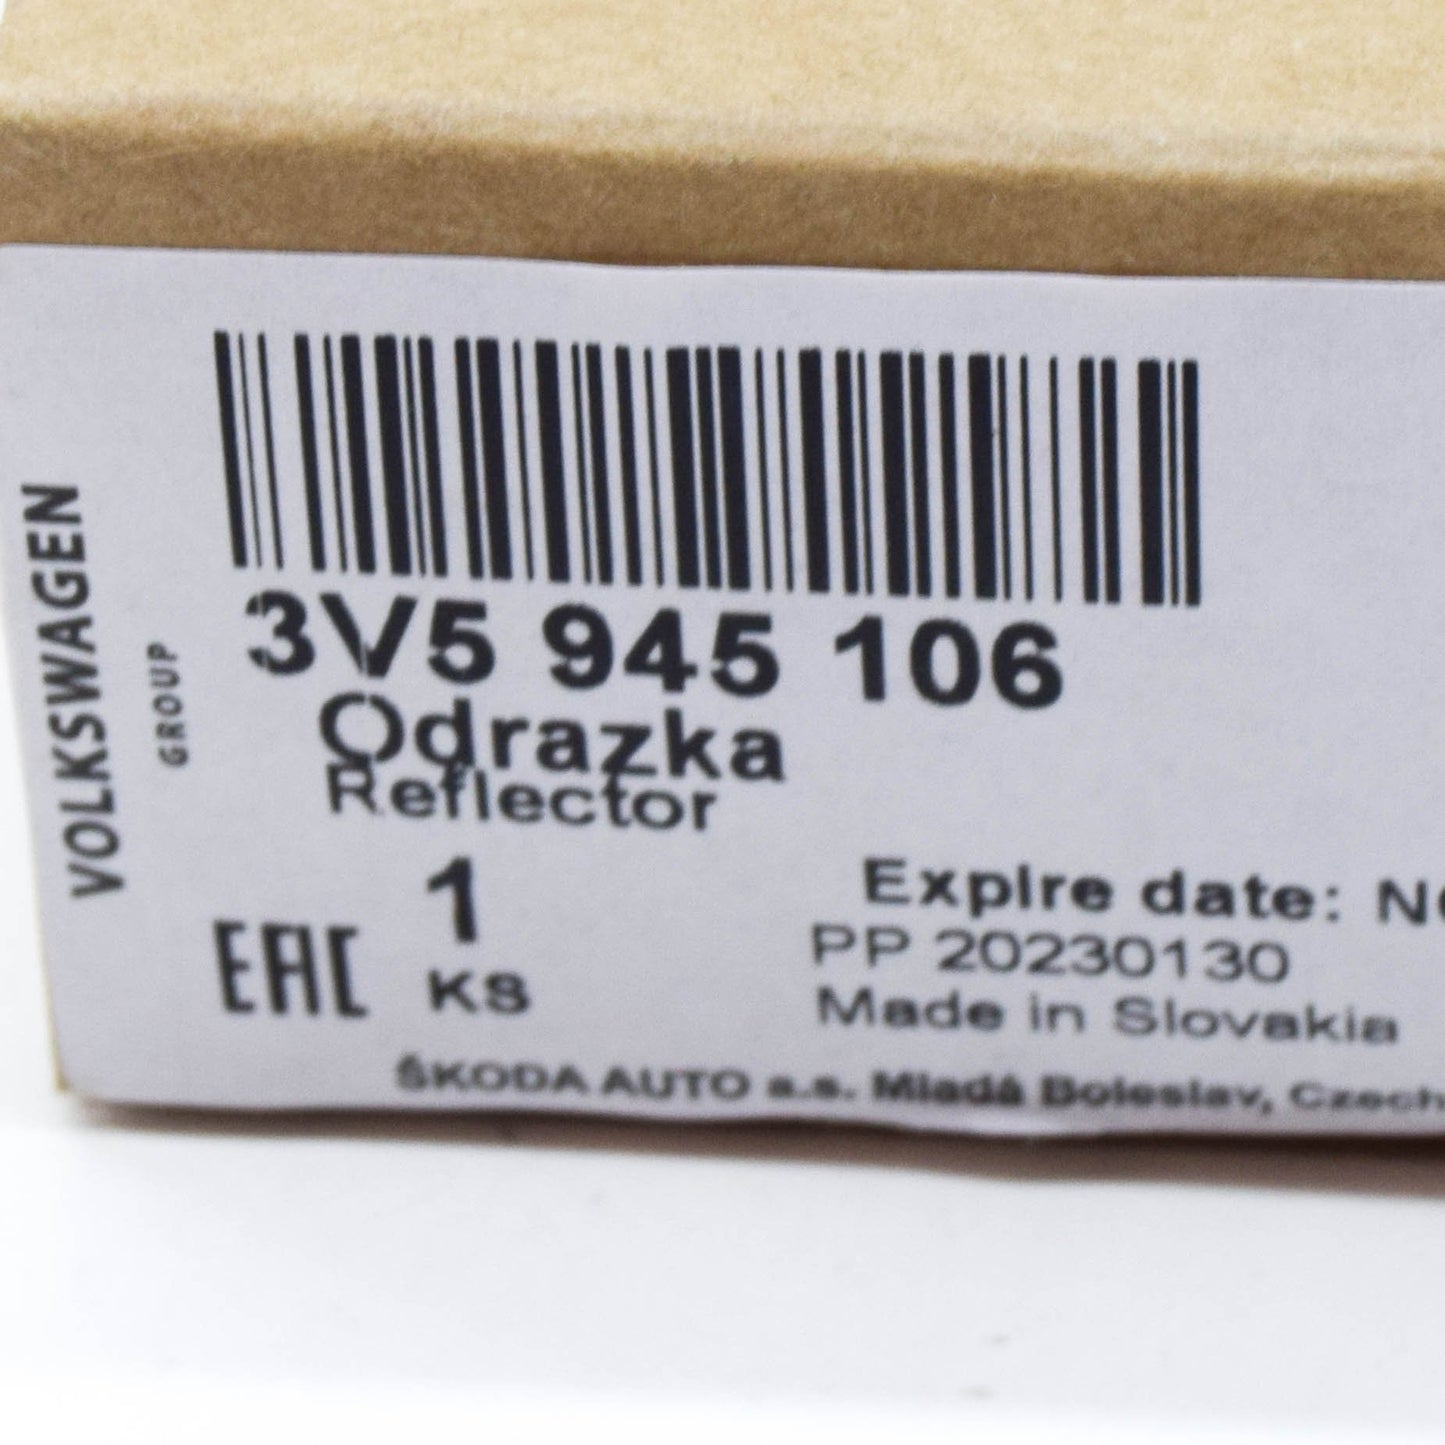 VOLKSWAGEN
GROUP
3V5 945 106
Odrazka
Reflector
1
KS
EAC
Expire date:
PP 20230130
Made in Slovakia
ŠKODA AUTO a.s. Mladá Boleslav, Czech